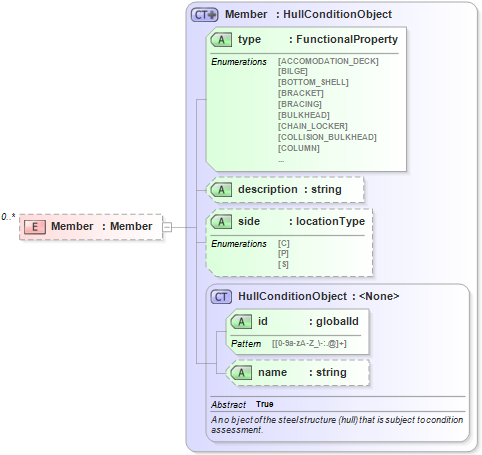 CT Member : HullConditionObject
A type : FunctionalProperty
Enumerations [ACCOMODATION_DECK]
[BILGE]
[BOTTOM_SHELL]
[BRACKET]
[BRACING]
[BULKHEAD]
[CHAIN_LOCKER]
[COLLISION_BULKHEAD]
[COLUMN]
...
A description : string
0..*
E Member : Member
A side : locationType
Enumerations [C]
[P]
[S]
CT HullConditionObject : <None>
A id : globalId
Pattern [[0-9a-zA-Z_\-:.@]+]
A name : string
Abstract True
An object of the steel structure (hull) that is subject to condition
assessment.